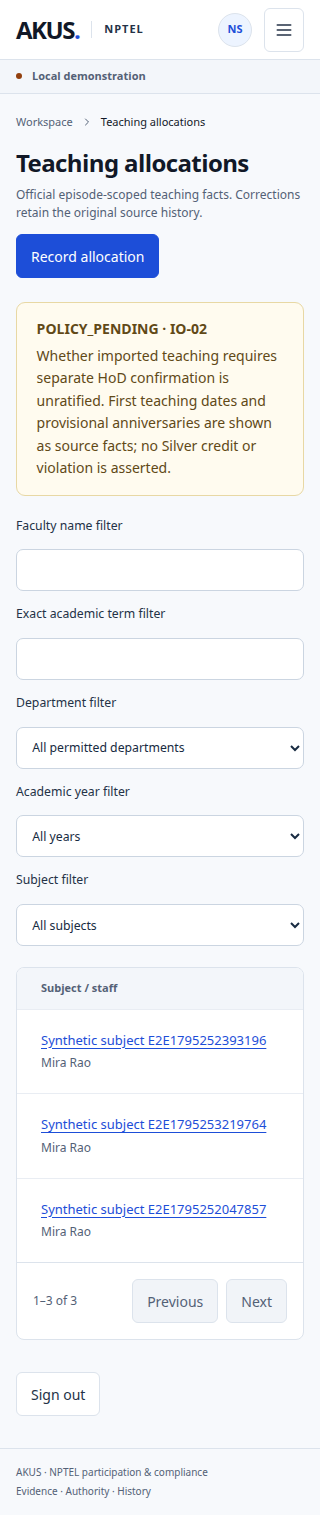 AKUS. NPTEL NS
Local demonstration
Workspace > Teaching allocations
Teaching allocations
Official episode-scoped teaching facts. Corrections
retain the original source history.
Record allocation
POLICY_PENDING · IO-02
Whether imported teaching requires
separate HoD confirmation is
unratified. First teaching dates and
provisional anniversaries are shown
as source facts; no Silver credit or
violation is asserted.
Faculty name filter
Exact academic term filter
Department filter
All permitted departments
Academic year filter
All years
Subject filter
All subjects
Subject / staff
Synthetic subject E2E1795252393196
Mira Rao
Synthetic subject E2E1795253219764
Mira Rao
Synthetic subject E2E1795252047857
Mira Rao
1–3 of 3 Previous Next
Sign out
AKUS · NPTEL participation & compliance
Evidence · Authority · History